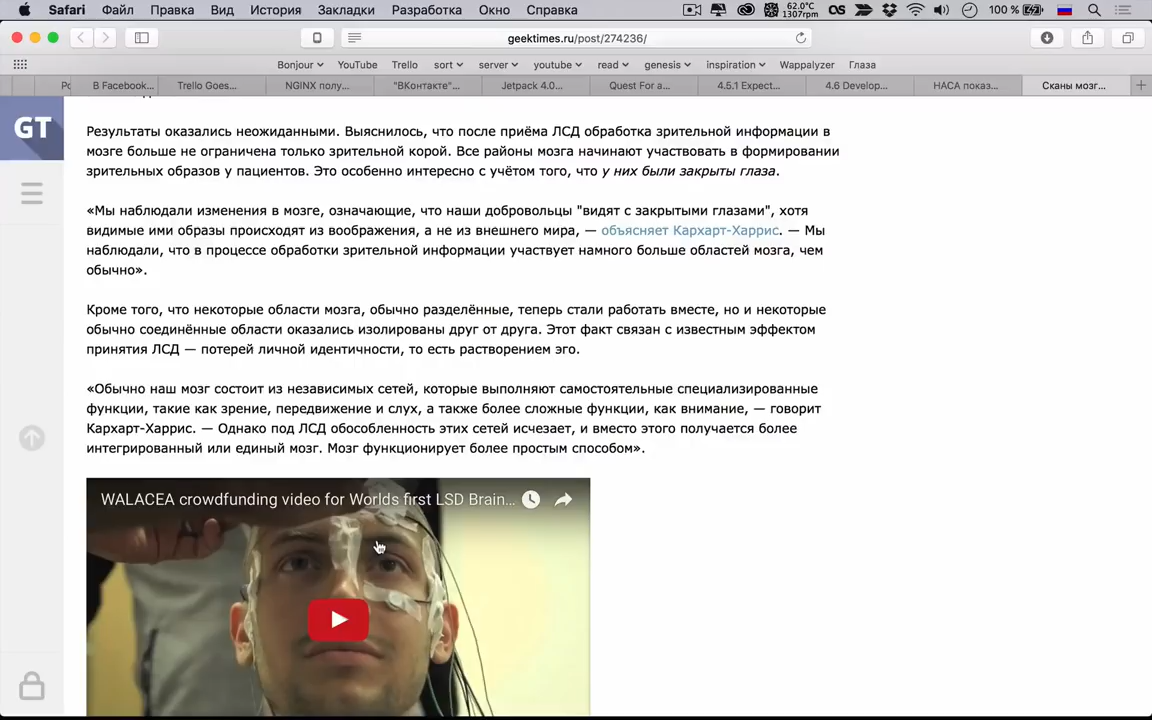 Safari Файл Правка Вид История Закладки Разработка Окно Справка 62.0°C 1307rpm 100 %
geektimes.ru/post/274236/
Bonjour YouTube Trello sort server youtube read genesis inspiration Wappalyzer Глаза
В Facebook... Trello Goes... NGINX полу... "ВКонтакте"... Jetpack 4.0... Quest For a... 4.5.1 Expect... 4.6 Develop... НАСА показ... Сканы мозг...
GT
Результаты оказались неожиданными. Выяснилось, что после приёма ЛСД обработка зрительной информации в
мозге больше не ограничена только зрительной корой. Все районы мозга начинают участвовать в формировании
зрительных образов у пациентов. Это особенно интересно с учётом того, что у них были закрыты глаза.
«Мы наблюдали изменения в мозге, означающие, что наши добровольцы "видят с закрытыми глазами", хотя
видимые ими образы происходят из воображения, а не из внешнего мира, — объясняет Кархарт-Харрис. — Мы
наблюдали, что в процессе обработки зрительной информации участвует намного больше областей мозга, чем
обычно».
Кроме того, что некоторые области мозга, обычно разделённые, теперь стали работать вместе, но и некоторые
обычно соединённые области оказались изолированы друг от друга. Этот факт связан с известным эффектом
принятия ЛСД — потерей личной идентичности, то есть растворением эго.
«Обычно наш мозг состоит из независимых сетей, которые выполняют самостоятельные специализированные
функции, такие как зрение, передвижение и слух, а также более сложные функции, как внимание, — говорит
Кархарт-Харрис. — Однако под ЛСД обособленность этих сетей исчезает, и вместо этого получается более
интегрированный или единый мозг. Мозг функционирует более простым способом».
WALACEA crowdfunding video for Worlds first LSD Brain...